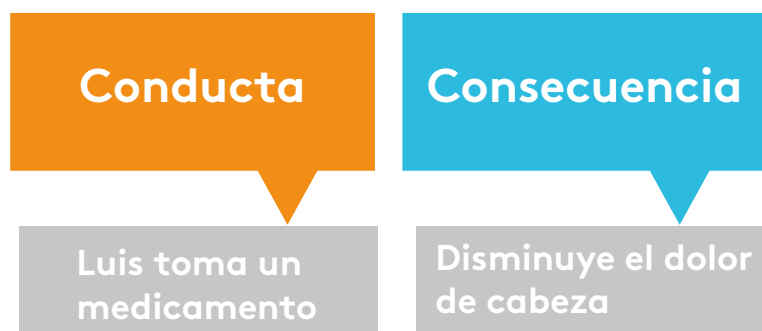 Conducta
Consecuencia
Luis toma un
medicamento
Disminuye el dolor
de cabeza